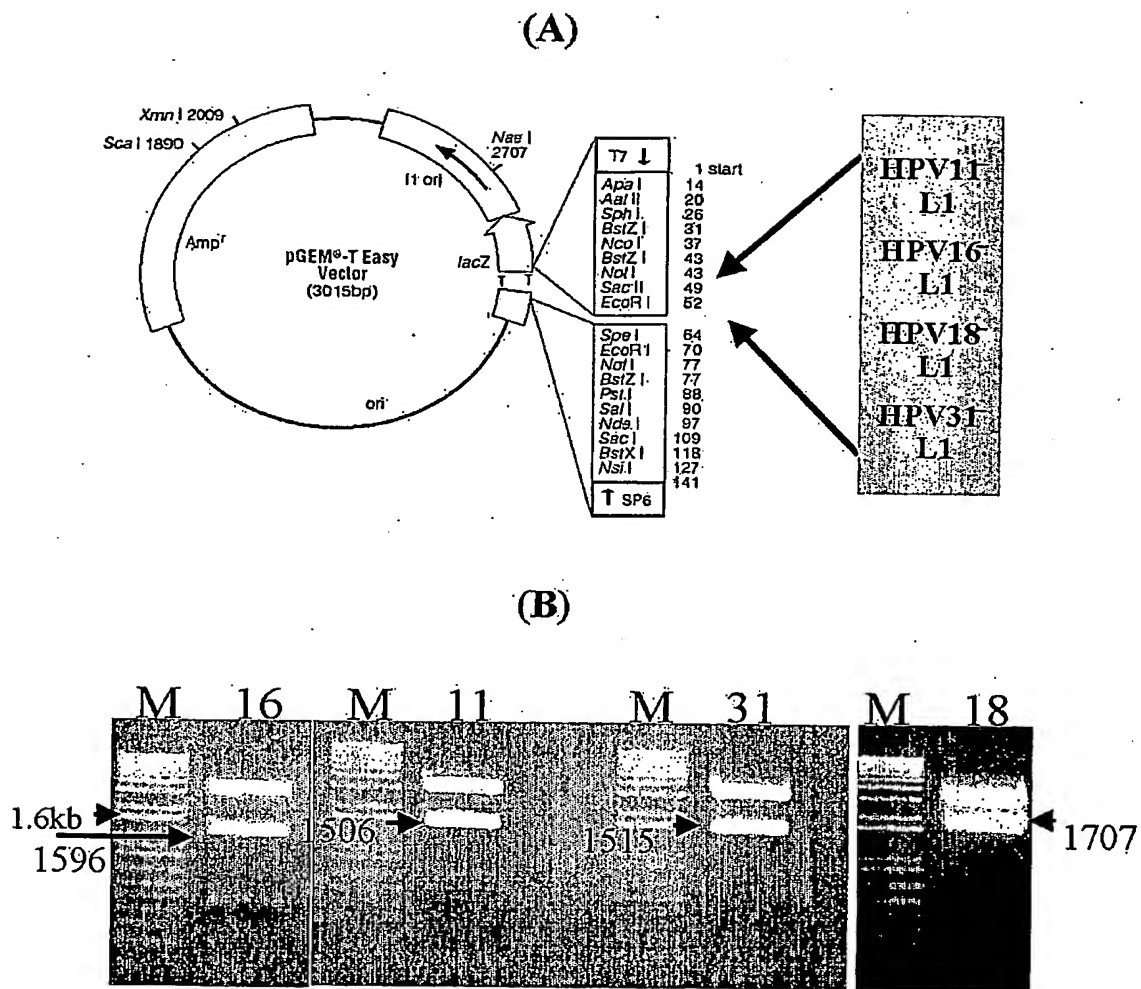 (A)
Xmn I 2009
Sca I 1890
Nae I
2707
f1 ori
Ampʳ
pGEM®-T Easy
Vector
(3015bp)
lacZ
T T
ori
T7 ↓
1 start
Apa I 14
Aat II 20
Sph I 26
BstZ I 31
Nco I 37
BstZ I 43
Not I 43
Sac II 49
EcoR I 52
Spe I 64
EcoR I 70
Not I 77
BstZ I 77
Pst I 88
Sal I 90
Nde I 97
Sac I 109
BstX I 118
Nsi I 127
141
↑ SP6
HPV11
L1
HPV16
L1
HPV18
L1
HPV31
L1
(B)
M 16 M 11 M 31 M 18
1.6kb
1596
506
1515
1707